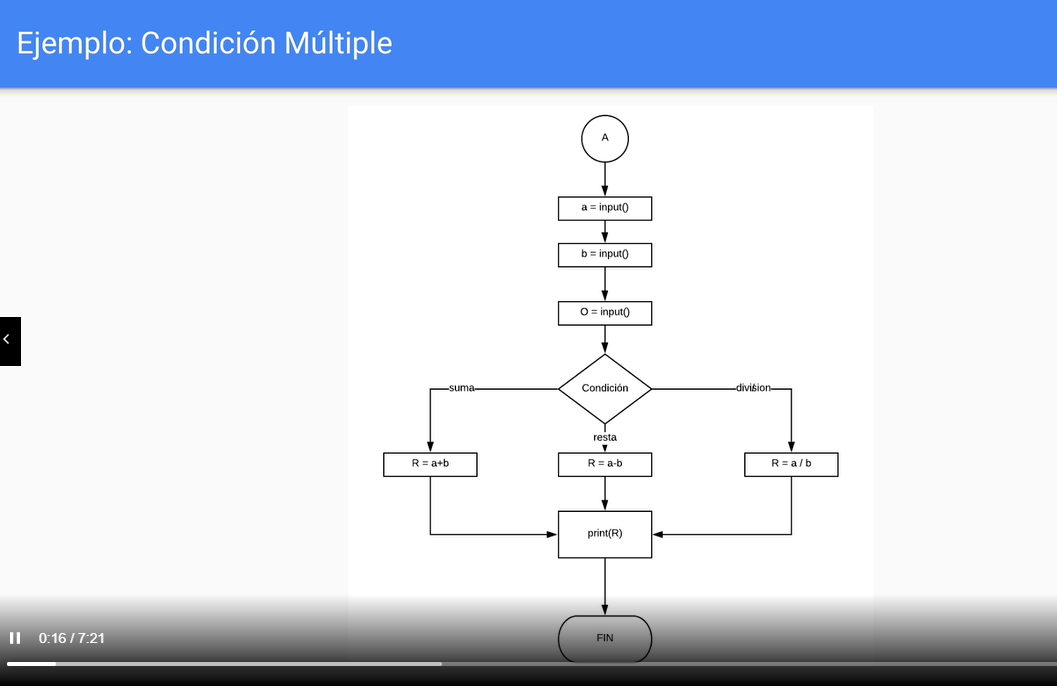 Ejemplo: Condición Múltiple
A
a = input()
b = input()
O = input()
suma
Condición
division
resta
R = a+b
R = a-b
R = a / b
print(R)
FIN
0:16 / 7:21